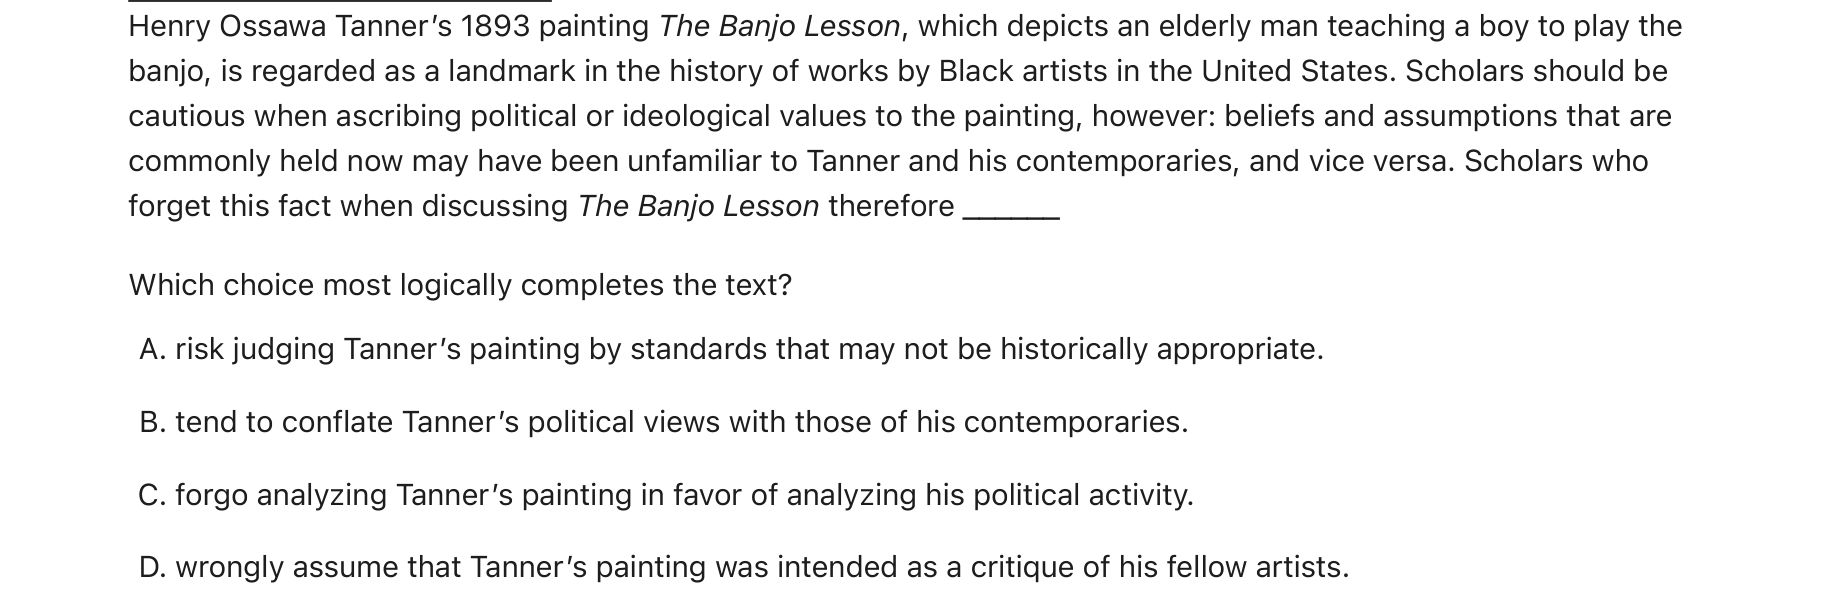 Henry Ossawa Tanner’s 1893 painting The Banjo Lesson, which depicts an elderly man teaching a boy to play the
banjo, is regarded as a landmark in the history of works by Black artists in the United States. Scholars should be
cautious when ascribing political or ideological values to the painting, however: beliefs and assumptions that are
commonly held now may have been unfamiliar to Tanner and his contemporaries, and vice versa. Scholars who
forget this fact when discussing The Banjo Lesson therefore ______
Which choice most logically completes the text?
A. risk judging Tanner’s painting by standards that may not be historically appropriate.
B. tend to conflate Tanner’s political views with those of his contemporaries.
C. forgo analyzing Tanner’s painting in favor of analyzing his political activity.
D. wrongly assume that Tanner’s painting was intended as a critique of his fellow artists.